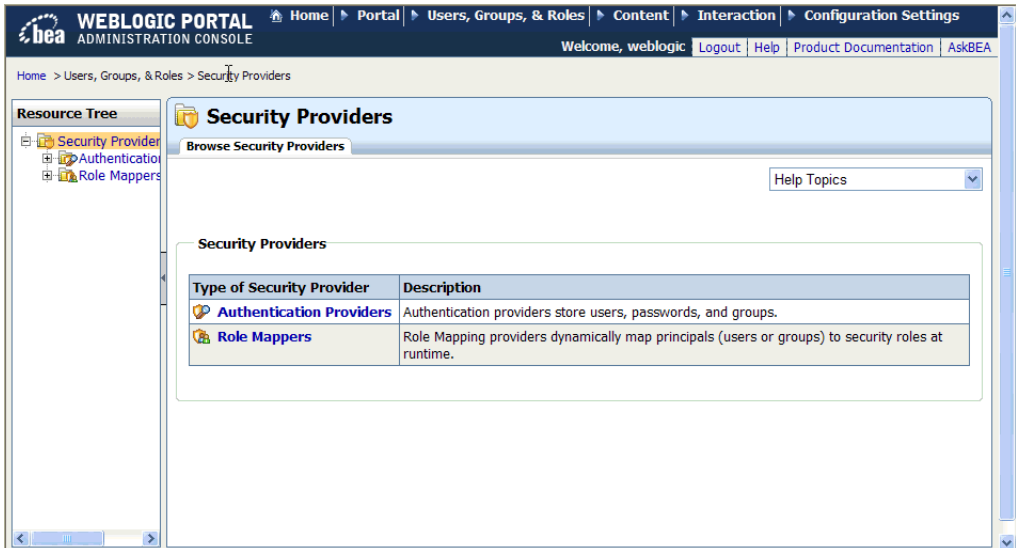 bea WEBLOGIC PORTAL
ADMINISTRATION CONSOLE
Home Portal Users, Groups, & Roles Content Interaction Configuration Settings
Welcome, weblogic Logout Help Product Documentation AskBEA
Home > Users, Groups, & Roles > Security Providers
Resource Tree
Security Provider
Authentication
Role Mappers
Security Providers
Browse Security Providers
Help Topics
Security Providers
Type of Security Provider Description
Authentication Providers Authentication providers store users, passwords, and groups.
Role Mappers Role Mapping providers dynamically map principals (users or groups) to security roles at
runtime.